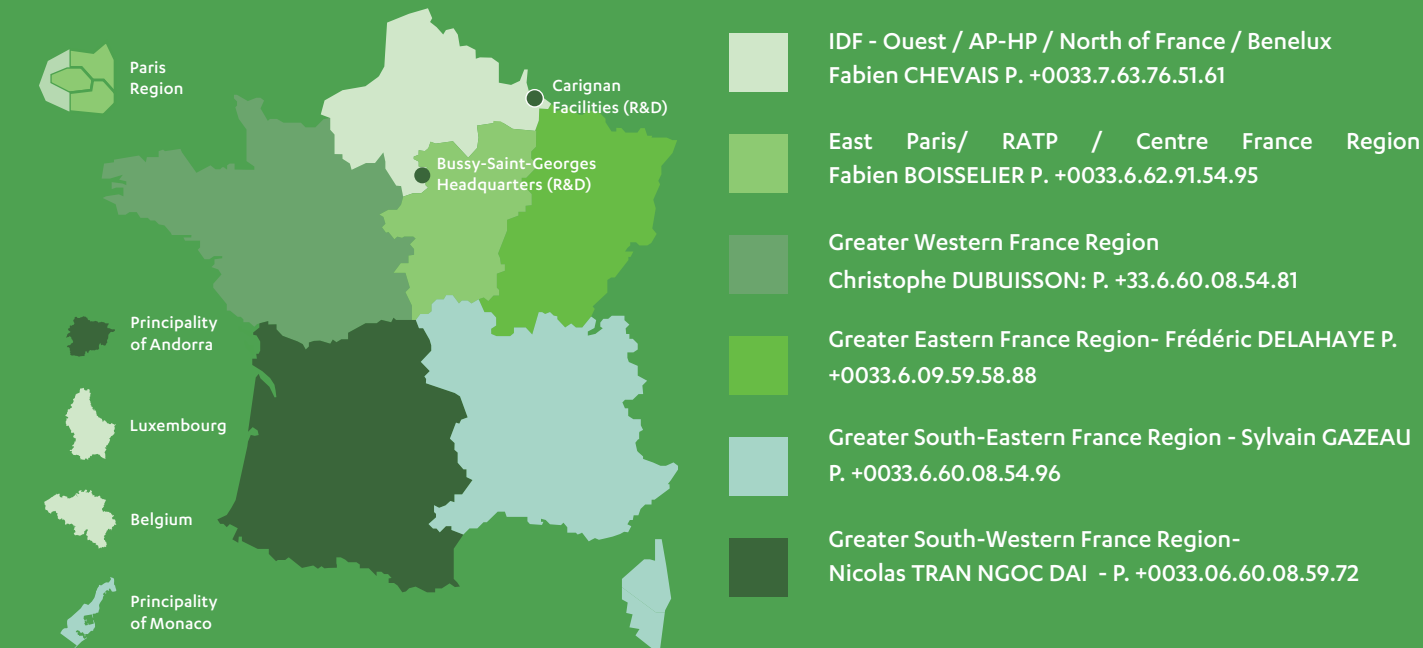 Paris
Region
Carignan
Facilities (R&D)
Bussy-Saint-Georges
Headquarters (R&D)
Principality
of Andorra
Luxembourg
Belgium
Principality
of Monaco
IDF - Ouest / AP-HP / North of France / Benelux
Fabien CHEVAIS P. +0033.7.63.76.51.61
East Paris/ RATP / Centre France Region
Fabien BOISSELIER P. +0033.6.62.91.54.95
Greater Western France Region
Christophe DUBUISSON: P. +33.6.60.08.54.81
Greater Eastern France Region- Frédéric DELAHAYE P.
+0033.6.09.59.58.88
Greater South-Eastern France Region - Sylvain GAZEAU
P. +0033.6.60.08.54.96
Greater South-Western France Region-
Nicolas TRAN NGOC DAI - P. +0033.06.60.08.59.72